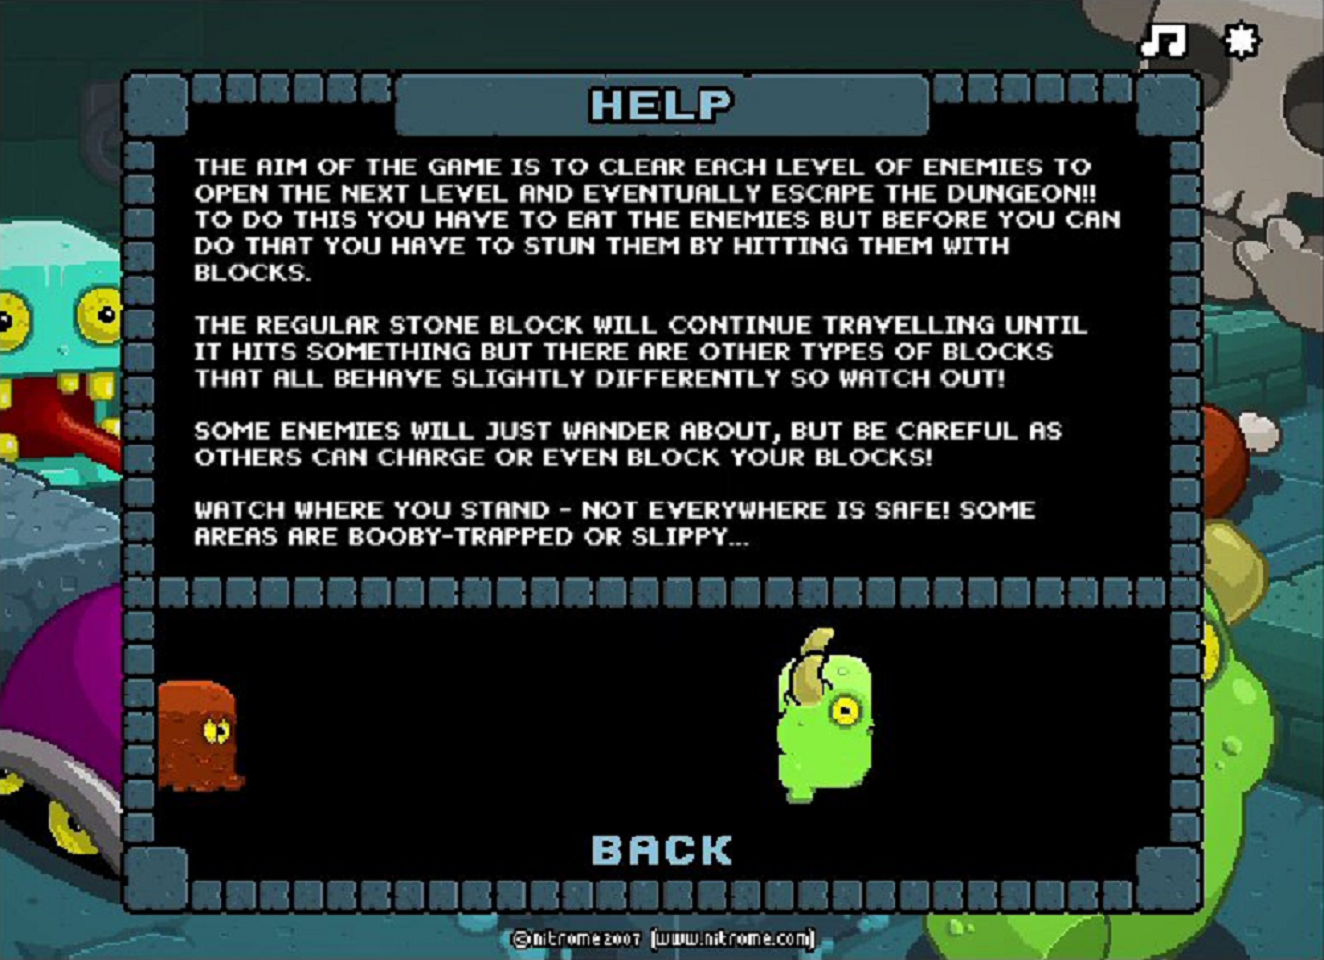 HELP
THE AIM OF THE GAME IS TO CLEAR EACH LEVEL OF ENEMIES TO
OPEN THE NEXT LEVEL AND EVENTUALLY ESCAPE THE DUNGEON!!
TO DO THIS YOU HAVE TO EAT THE ENEMIES BUT BEFORE YOU CAN
DO THAT YOU HAVE TO STUN THEM BY HITTING THEM WITH
BLOCKS.
THE REGULAR STONE BLOCK WILL CONTINUE TRAVELLING UNTIL
IT HITS SOMETHING BUT THERE ARE OTHER TYPES OF BLOCKS
THAT ALL BEHAVE SLIGHTLY DIFFERENTLY SO WATCH OUT!
SOME ENEMIES WILL JUST WANDER ABOUT, BUT BE CAREFUL AS
OTHERS CAN CHARGE OR EVEN BLOCK YOUR BLOCKS!
WATCH WHERE YOU STAND - NOT EVERYWHERE IS SAFE! SOME
AREAS ARE BOOBY-TRAPPED OR SLIPPY...
BACK
©nitrome2007 [www.nitrome.com]